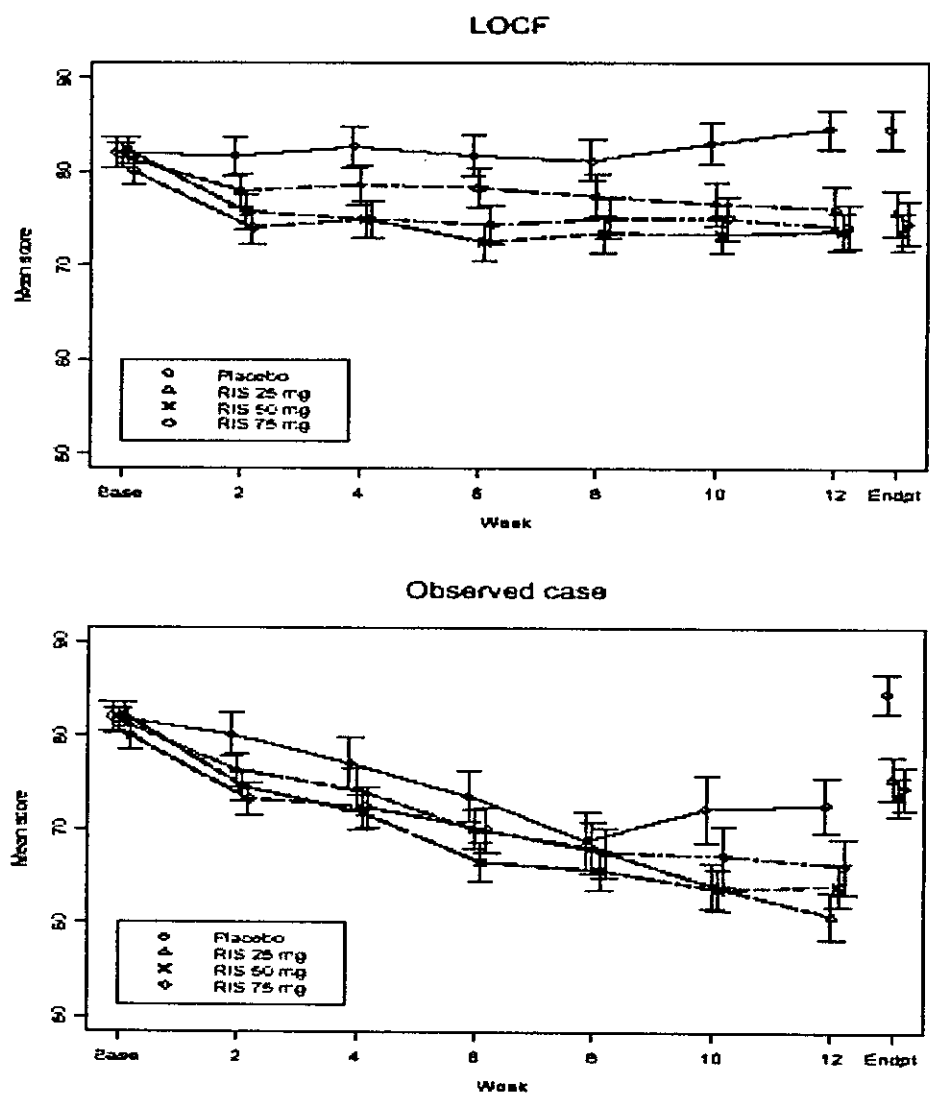 LOCF
Mean score
90
80
70
60
50
Placebo
RIS 25 mg
RIS 50 mg
RIS 75 mg
Base 2 4 6 8 10 12 Endpt
Week
Observed case
Mean score
90
80
70
60
50
Placebo
RIS 25 mg
RIS 50 mg
RIS 75 mg
Base 2 4 6 8 10 12 Endpt
Week